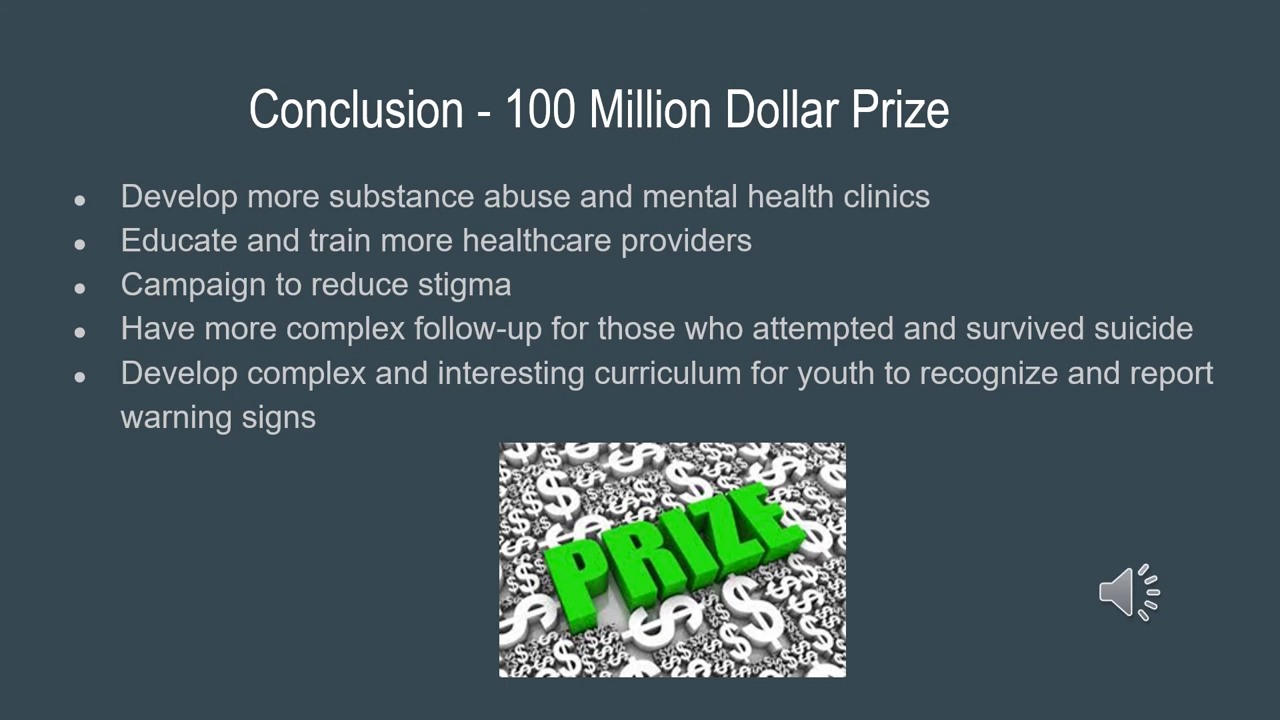 Conclusion - 100 Million Dollar Prize
● Develop more substance abuse and mental health clinics
● Educate and train more healthcare providers
● Campaign to reduce stigma
● Have more complex follow-up for those who attempted and survived suicide
● Develop complex and interesting curriculum for youth to recognize and report
warning signs
PRIZE